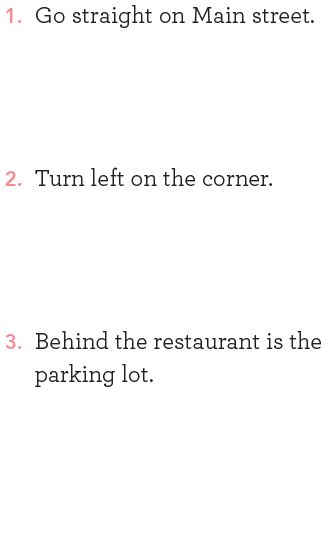 1. Go straight on Main street.
2. Turn left on the corner.
3. Behind the restaurant is the
parking lot.